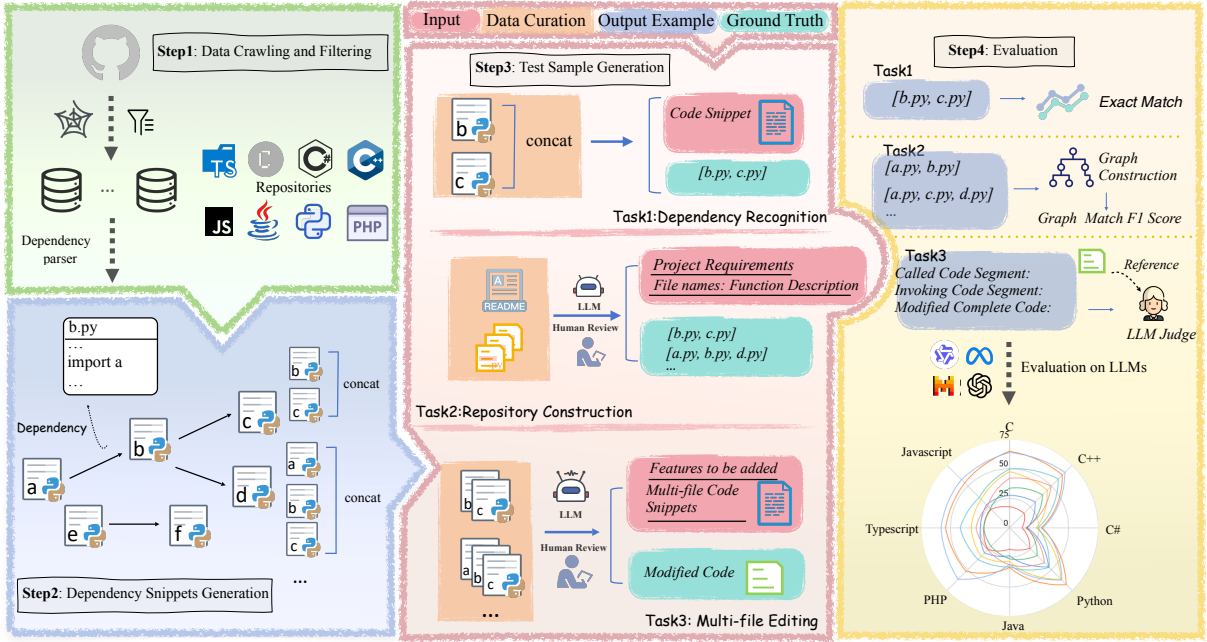 Step1: Data Crawling and Filtering
...
TS
C
C#
C++
Repositories
JS
Java
PHP
Dependency
parser
b.py
...
import a
...
Dependency
a
b
c
d
e
f
b
c
concat
a
b
c
concat
...
Step2: Dependency Snippets Generation
Input
Data Curation
Output Example
Ground Truth
Step3: Test Sample Generation
b
c
concat
Code Snippet
[b.py, c.py]
Task1:Dependency Recognition
README
PY
LLM
Human Review
Project Requirements
File names: Function Description
[b.py, c.py]
[a.py, b.py, d.py]
...
Task2:Repository Construction
b
c
a
b
c
...
LLM
Human Review
Features to be added
Multi-file Code
Snippets
Modified Code
Task3: Multi-file Editing
Step4: Evaluation
Task1
[b.py, c.py]
Exact Match
Task2
[a.py, b.py]
[a.py, c.py, d.py]
...
Graph
Construction
Graph Match F1 Score
Task3
Called Code Segment:
Invoking Code Segment:
Modified Complete Code:
Reference
LLM Judge
Evaluation on LLMs
C
C++
C#
Python
Java
PHP
Typescript
Javascript
75
50
25
0